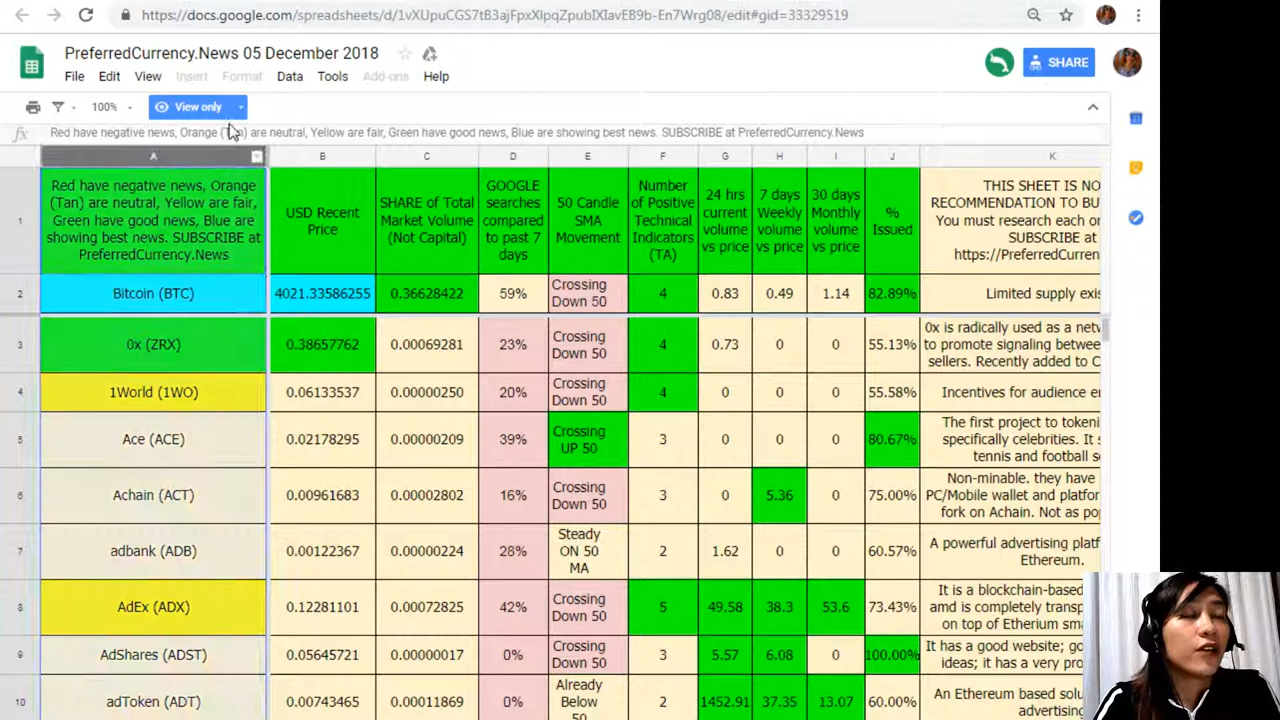 https://docs.google.com/spreadsheets/d/1vXUpuCGS7tB3ajFpxXlpqZpubIXIavEB9b-En7Wrg08/edit#gid=33329519
PreferredCurrency.News 05 December 2018
SHARE
File Edit View Insert Format Data Tools Add-ons Help
100% View only
fx Red have negative news, Orange (Tan) are neutral, Yellow are fair, Green have good news, Blue are showing best news. SUBSCRIBE at PreferredCurrency.News
A B C D E F G H I J K
1
Red have negative news, Orange
(Tan) are neutral, Yellow are fair,
Green have good news, Blue are
showing best news. SUBSCRIBE at
PreferredCurrency.News
USD Recent
Price
SHARE of Total
Market Volume
(Not Capital)
GOOGLE
searches
compared
to past 7
days
50 Candle
SMA
Movement
Number
of Positive
Technical
Indicators
(TA)
24 hrs
current
volume
vs price
7 days
Weekly
volume
vs price
30 days
Monthly
volume
vs price
%
Issued
THIS SHEET IS NO
RECOMMENDATION TO BU
You must research each on
SUBSCRIBE at
https://PreferredCurren
2 Bitcoin (BTC) 4021.33586255 0.36628422 59% Crossing
Down 50 4 0.83 0.49 1.14 82.89% Limited supply exis
3 0x (ZRX) 0.38657762 0.00069281 23% Crossing
Down 50 4 0.73 0 0 55.13% 0x is radically used as a netw
to promote signaling betwee
sellers. Recently added to C
4 1World (1WO) 0.06133537 0.00000250 20% Crossing
Down 50 4 0 0 0 55.58% Incentives for audience en
5 Ace (ACE) 0.02178295 0.00000209 39% Crossing
UP 50 3 0 0 0 80.67% The first project to tokeni
specifically celebrities. It s
tennis and football s
6 Achain (ACT) 0.00961683 0.00002802 16% Crossing
Down 50 3 0 5.36 0 75.00% Non-minable. they have
PC/Mobile wallet and platfor
fork on Achain. Not as pop
7 adbank (ADB) 0.00122367 0.00000224 28% Steady
ON 50
MA 2 1.62 0 0 60.57% A powerful advertising platf
Ethereum.
8 AdEx (ADX) 0.12281101 0.00072825 42% Crossing
Down 50 5 49.58 38.3 53.6 73.43% It is a blockchain-based
amd is completely transp
on top of Etherium sma
9 AdShares (ADST) 0.05645721 0.00000017 0% Crossing
Down 50 3 5.57 6.08 0 100.00% It has a good website; go
ideas; it has a very pro
10 adToken (ADT) 0.00743465 0.00011869 0% Already
Below
50 2 1452.91 37.35 13.07 60.00% An Ethereum based solu
advertising